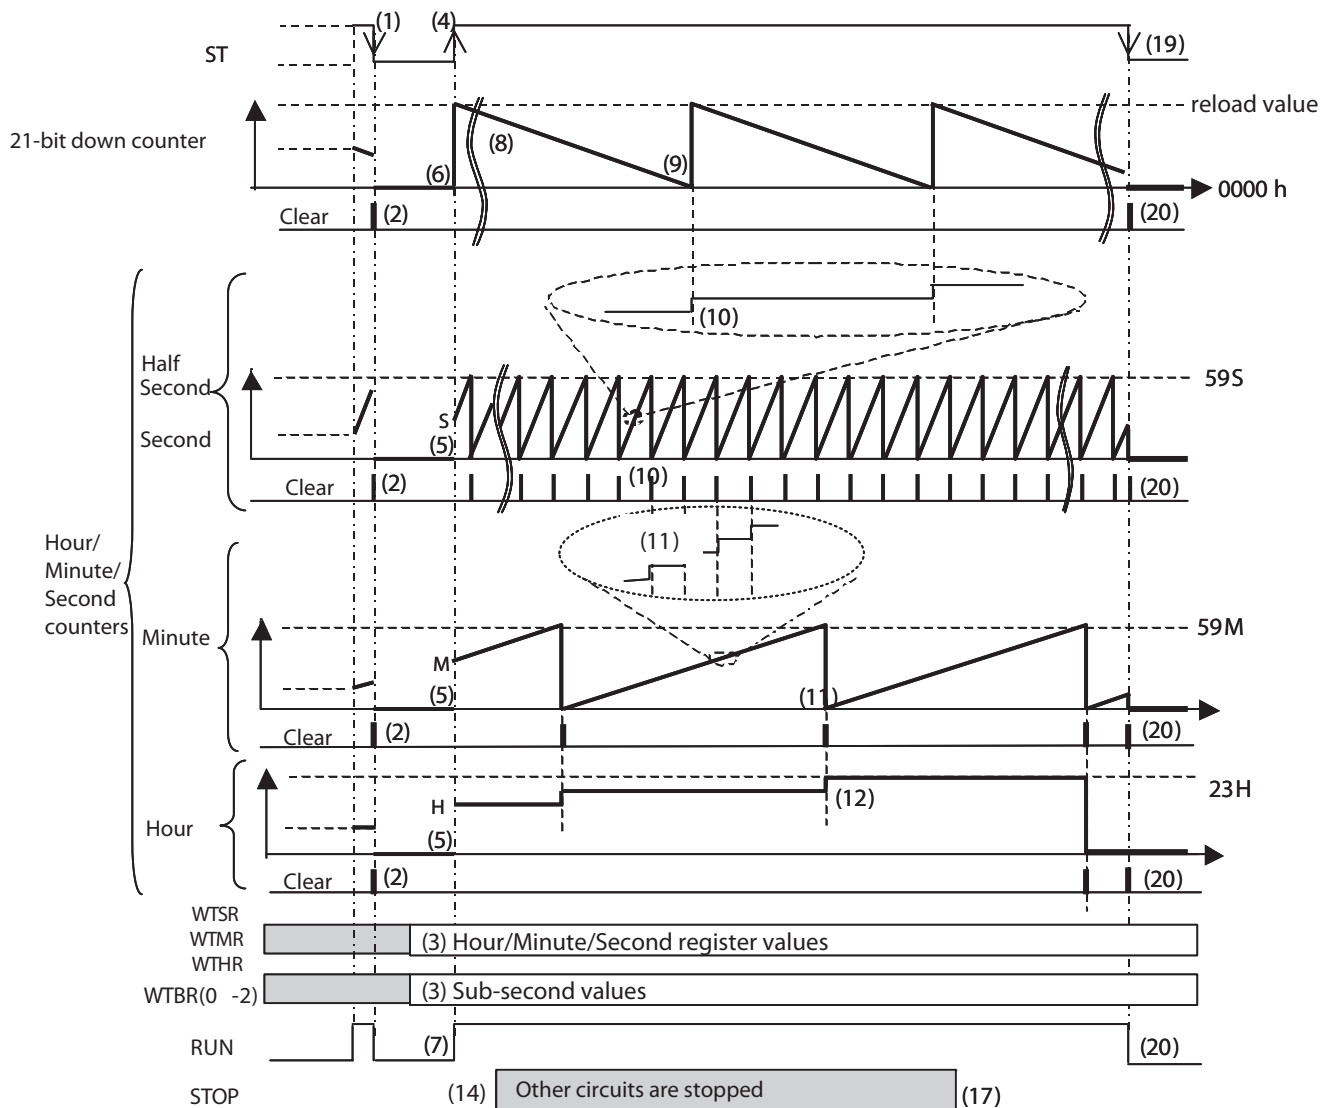 (1) (4)
ST (19)
reload value
21-bit down counter
(8)
(6) (9)
0000 h
Clear (2) (20)
(10)
Half
Second
59S
Second
S
(5)
(10)
Clear (2) (20)
(11)
Hour/
Minute/
Second
counters
Minute
59M
M
(5) (11)
Clear (2) (20)
23H
H (12)
Hour
(5)
Clear (2) (20)
WTSR
WTMR (3) Hour/Minute/Second register values
WTHR
WTBR(0 -2) (3) Sub-second values
RUN (7) (20)
STOP (14) Other circuits are stopped (17)